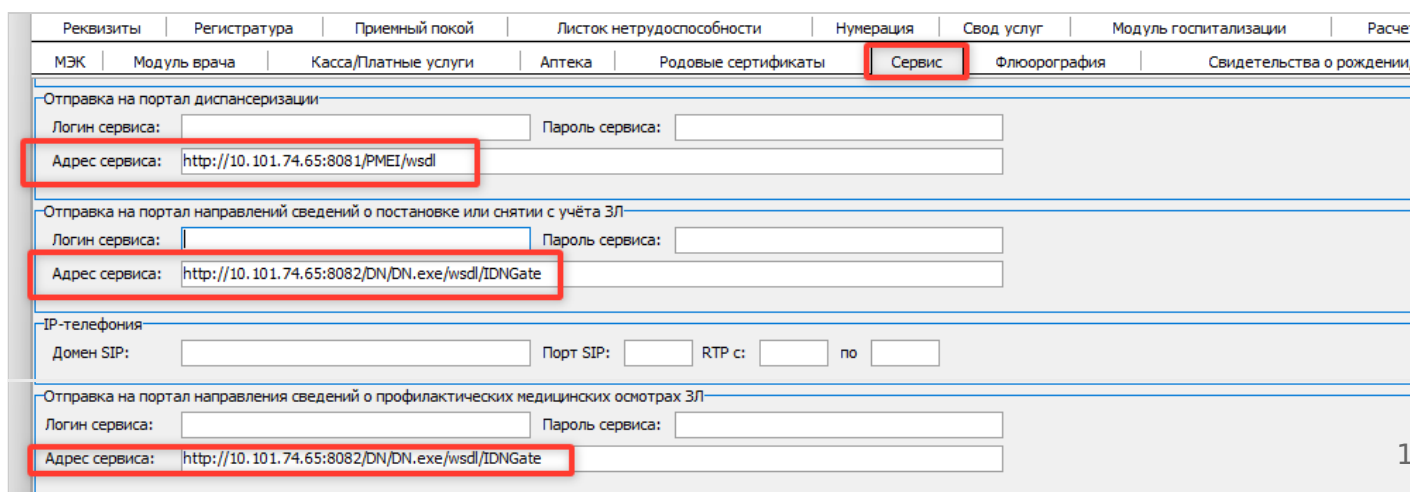 Реквизиты Регистратура Приемный покой Листок нетрудоспособности Нумерация Свод услуг Модуль госпитализации Расче
МЭК Модуль врача Касса/Платные услуги Аптека Родовые сертификаты Сервис Флюорография Свидетельства о рождении,
Отправка на портал диспансеризации
Логин сервиса: Пароль сервиса:
Адрес сервиса: http://10.101.74.65:8081/PMEI/wsdl
Отправка на портал направлений сведений о постановке или снятии с учёта ЗЛ
Логин сервиса: Пароль сервиса:
Адрес сервиса: http://10.101.74.65:8082/DN/DN.exe/wsdl/IDNGate
IP-телефония
Домен SIP: Порт SIP: RTP с: по
Отправка на портал направления сведений о профилактических медицинских осмотрах ЗЛ
Логин сервиса: Пароль сервиса:
Адрес сервиса: http://10.101.74.65:8082/DN/DN.exe/wsdl/IDNGate
1